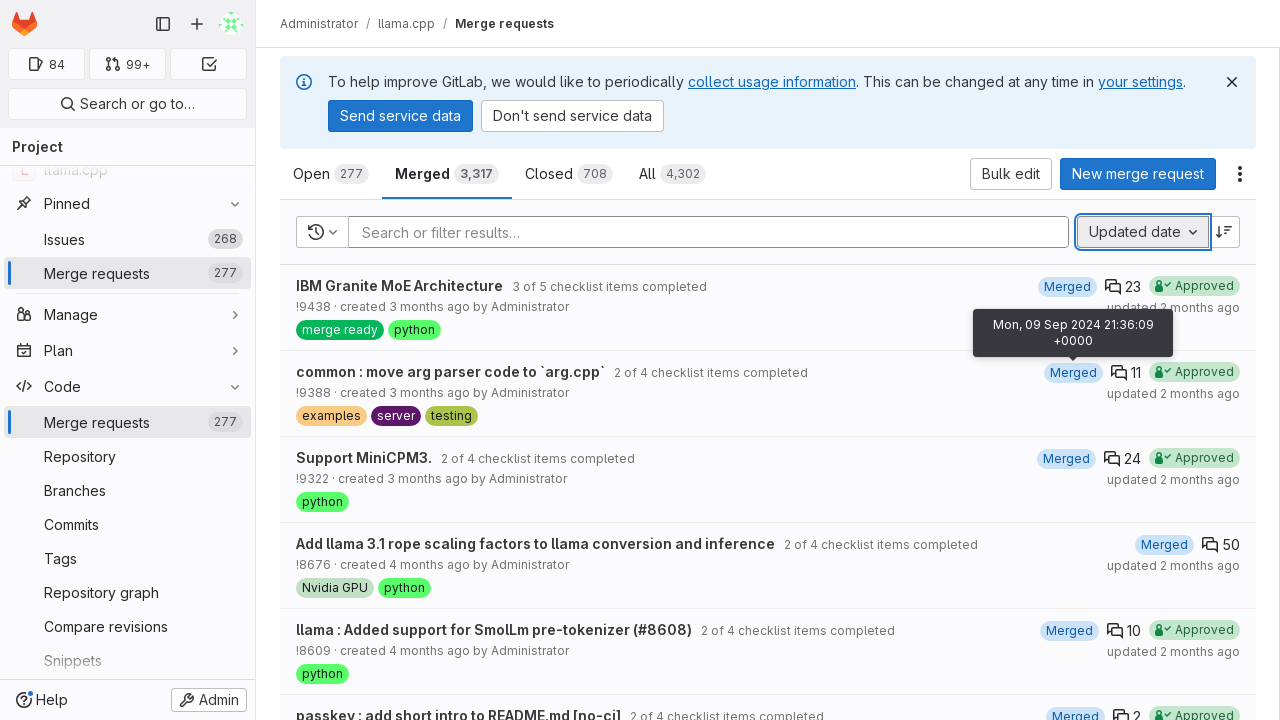 84
99+
Search or go to…
Project
llama.cpp
Pinned
Issues
268
Merge requests
277
Manage
Plan
Code
Merge requests
277
Repository
Branches
Commits
Tags
Repository graph
Compare revisions
Snippets
Help
Admin
Administrator / llama.cpp / Merge requests
To help improve GitLab, we would like to periodically collect usage information. This can be changed at any time in your settings.
Send service data
Don't send service data
Open 277
Merged 3,317
Closed 708
All 4,302
Bulk edit
New merge request
Search or filter results…
Updated date
IBM Granite MoE Architecture 3 of 5 checklist items completed
Merged 23 Approved
!9438 · created 3 months ago by Administrator
updated 2 months ago
merge ready python
Mon, 09 Sep 2024 21:36:09
+0000
common : move arg parser code to `arg.cpp` 2 of 4 checklist items completed
Merged 11 Approved
!9388 · created 3 months ago by Administrator
updated 2 months ago
examples server testing
Support MiniCPM3. 2 of 4 checklist items completed
Merged 24 Approved
!9322 · created 3 months ago by Administrator
updated 2 months ago
python
Add llama 3.1 rope scaling factors to llama conversion and inference 2 of 4 checklist items completed
Merged 50
!8676 · created 4 months ago by Administrator
updated 2 months ago
Nvidia GPU python
llama : Added support for SmolLm pre-tokenizer (#8608) 2 of 4 checklist items completed
Merged 10 Approved
!8609 · created 4 months ago by Administrator
updated 2 months ago
python
passkey : add short intro to README.md [no-ci] 2 of 4 checklist items completed
Merged 2 Approved